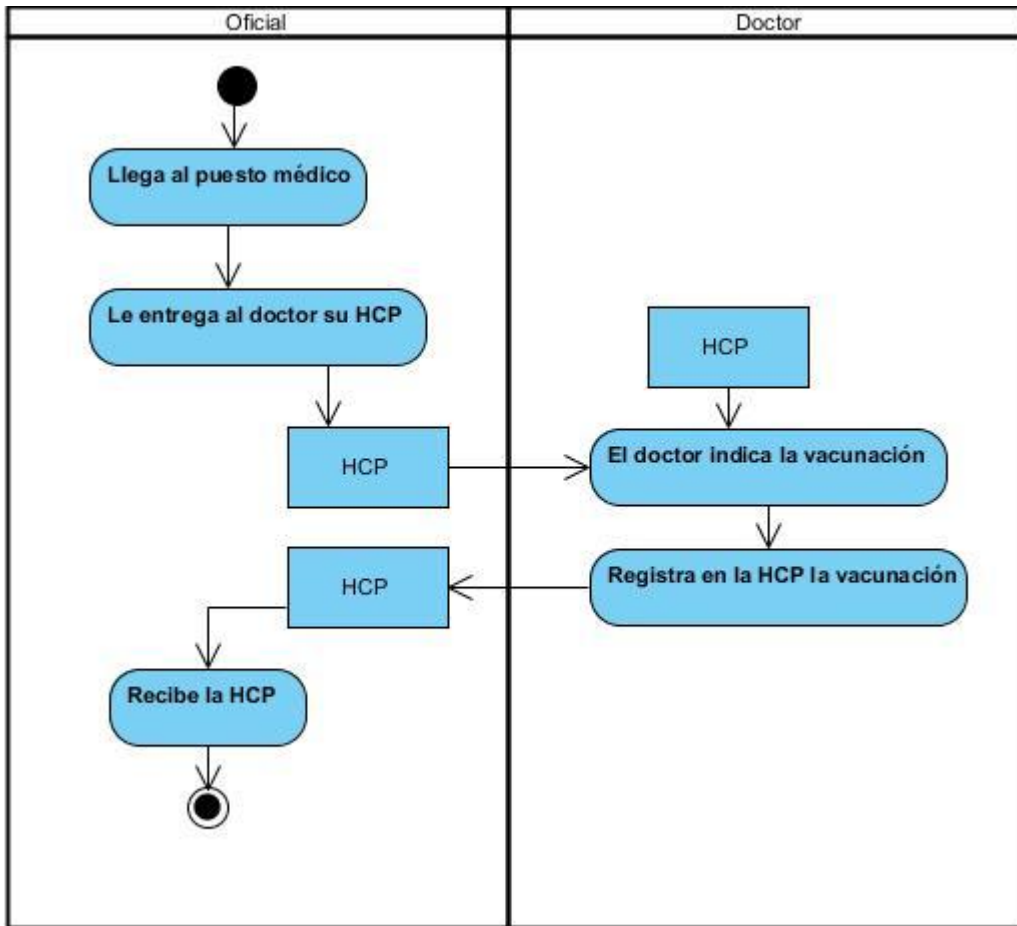 Oficial
Doctor
Llega al puesto médico
Le entrega al doctor su HCP
HCP
HCP
El doctor indica la vacunación
HCP
Registra en la HCP la vacunación
Recibe la HCP